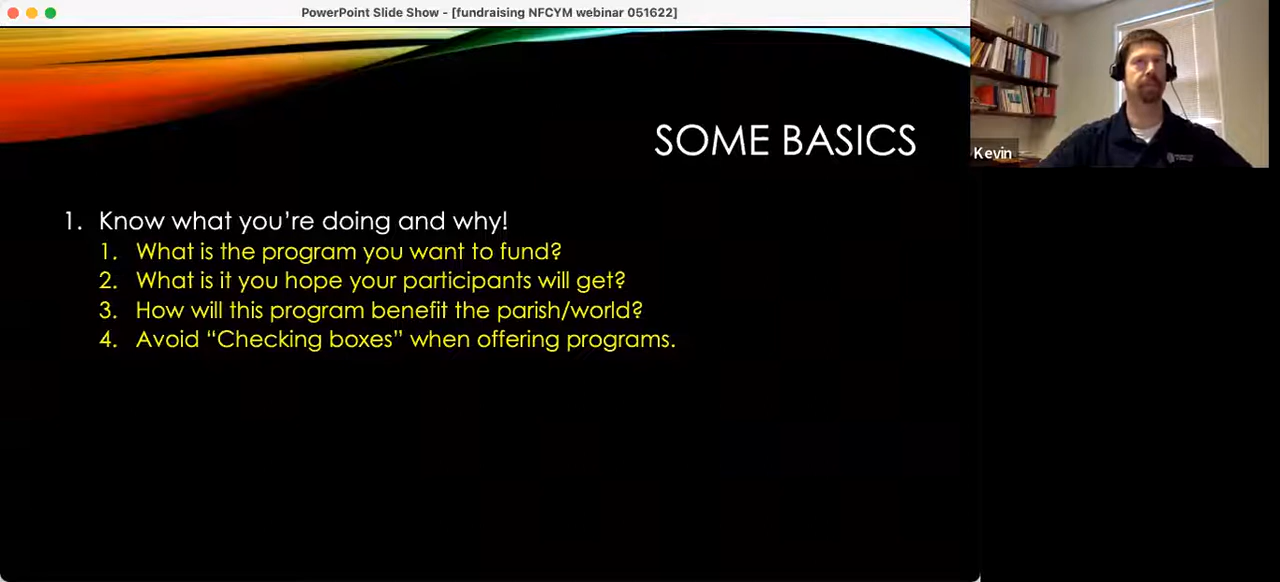 PowerPoint Slide Show - [fundraising NFCYM webinar 051622]
SOME BASICS
Kevin
1. Know what you’re doing and why!
1. What is the program you want to fund?
2. What is it you hope your participants will get?
3. How will this program benefit the parish/world?
4. Avoid “Checking boxes” when offering programs.